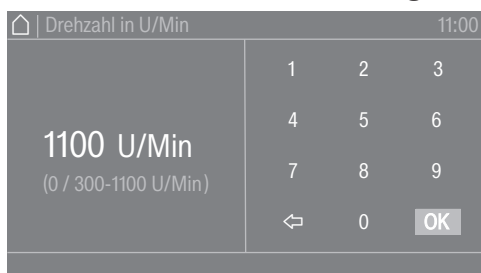 | Drehzahl in U/Min 11:00
1100 U/Min
(0 / 300-1100 U/Min)
1 2 3
4 5 6
7 8 9
0 OK